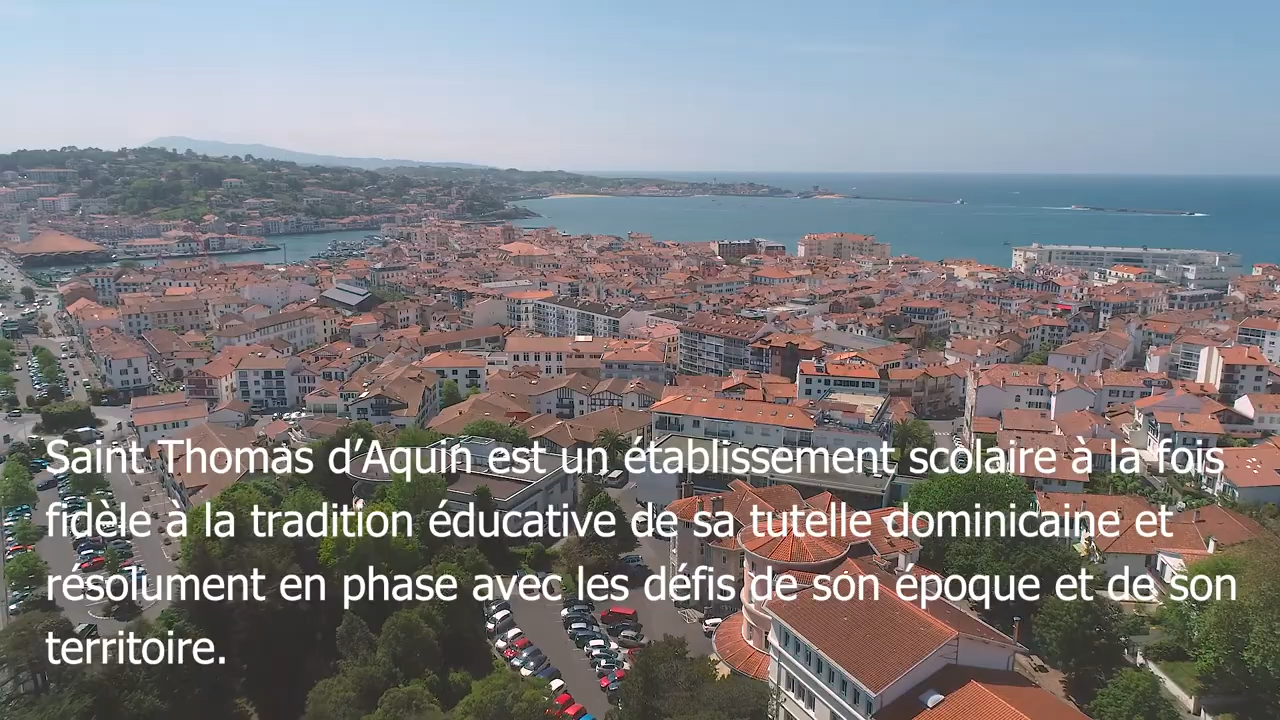 Saint Thomas d’Aquin est un établissement scolaire à la fois
fidèle à la tradition éducative de sa tutelle dominicaine et
résolument en phase avec les défis de son époque et de son
territoire.